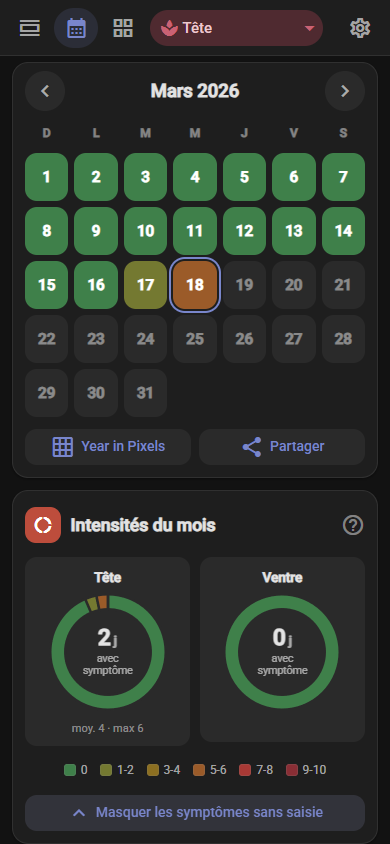 Tête
Mars 2026
D L M M J V S
1 2 3 4 5 6 7
8 9 10 11 12 13 14
15 16 17 18 19 20 21
22 23 24 25 26 27 28
29 30 31
Year in Pixels Partager
Intensités du mois
Tête Ventre
2 j 0 j
avec avec
symptôme symptôme
moy. 4 · max 6
0 1-2 3-4 5-6 7-8 9-10
Masquer les symptômes sans saisie